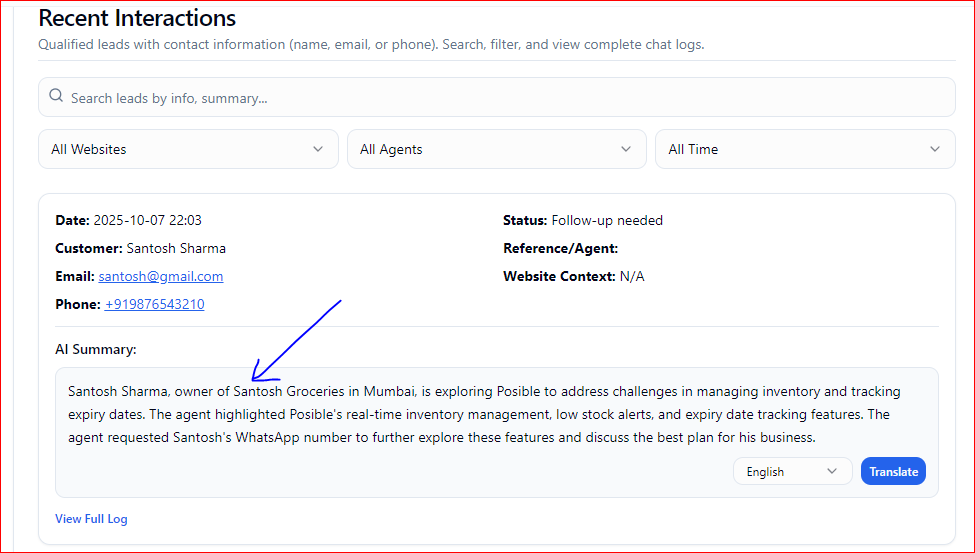 Recent Interactions
Qualified leads with contact information (name, email, or phone). Search, filter, and view complete chat logs.
Search leads by info, summary...
All Websites
All Agents
All Time
Date: 2025-10-07 22:03
Status: Follow-up needed
Customer: Santosh Sharma
Reference/Agent:
Email: santosh@gmail.com
Website Context: N/A
Phone: +919876543210
AI Summary:
Santosh Sharma, owner of Santosh Groceries in Mumbai, is exploring Posible to address challenges in managing inventory and tracking
expiry dates. The agent highlighted Posible's real-time inventory management, low stock alerts, and expiry date tracking features. The
agent requested Santosh's WhatsApp number to further explore these features and discuss the best plan for his business.
English
Translate
View Full Log